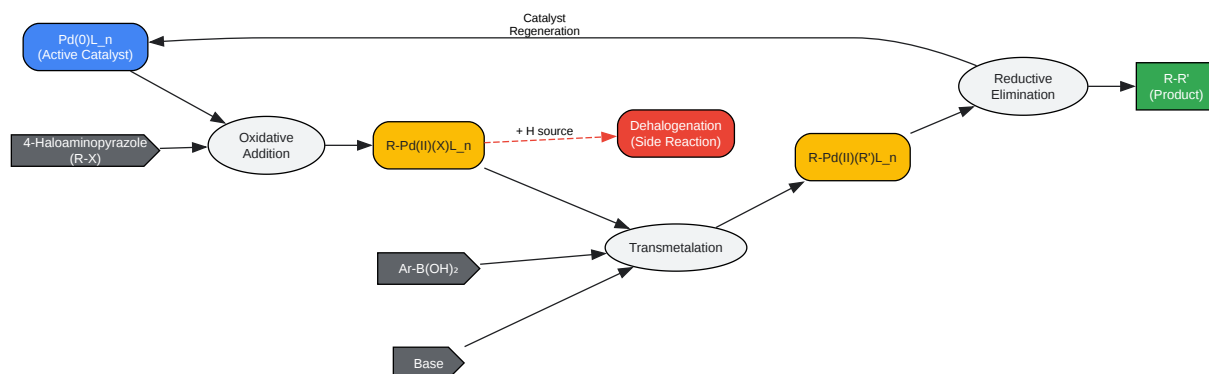 Catalyst
Regeneration
Pd(0)L_n
(Active Catalyst)
4-Haloaminopyrazole
(R-X)
Oxidative
Addition
R-Pd(II)(X)L_n
+ H source
Dehalogenation
(Side Reaction)
Reductive
Elimination
R-R'
(Product)
R-Pd(II)(R')L_n
Transmetalation
Ar-B(OH)₂
Base